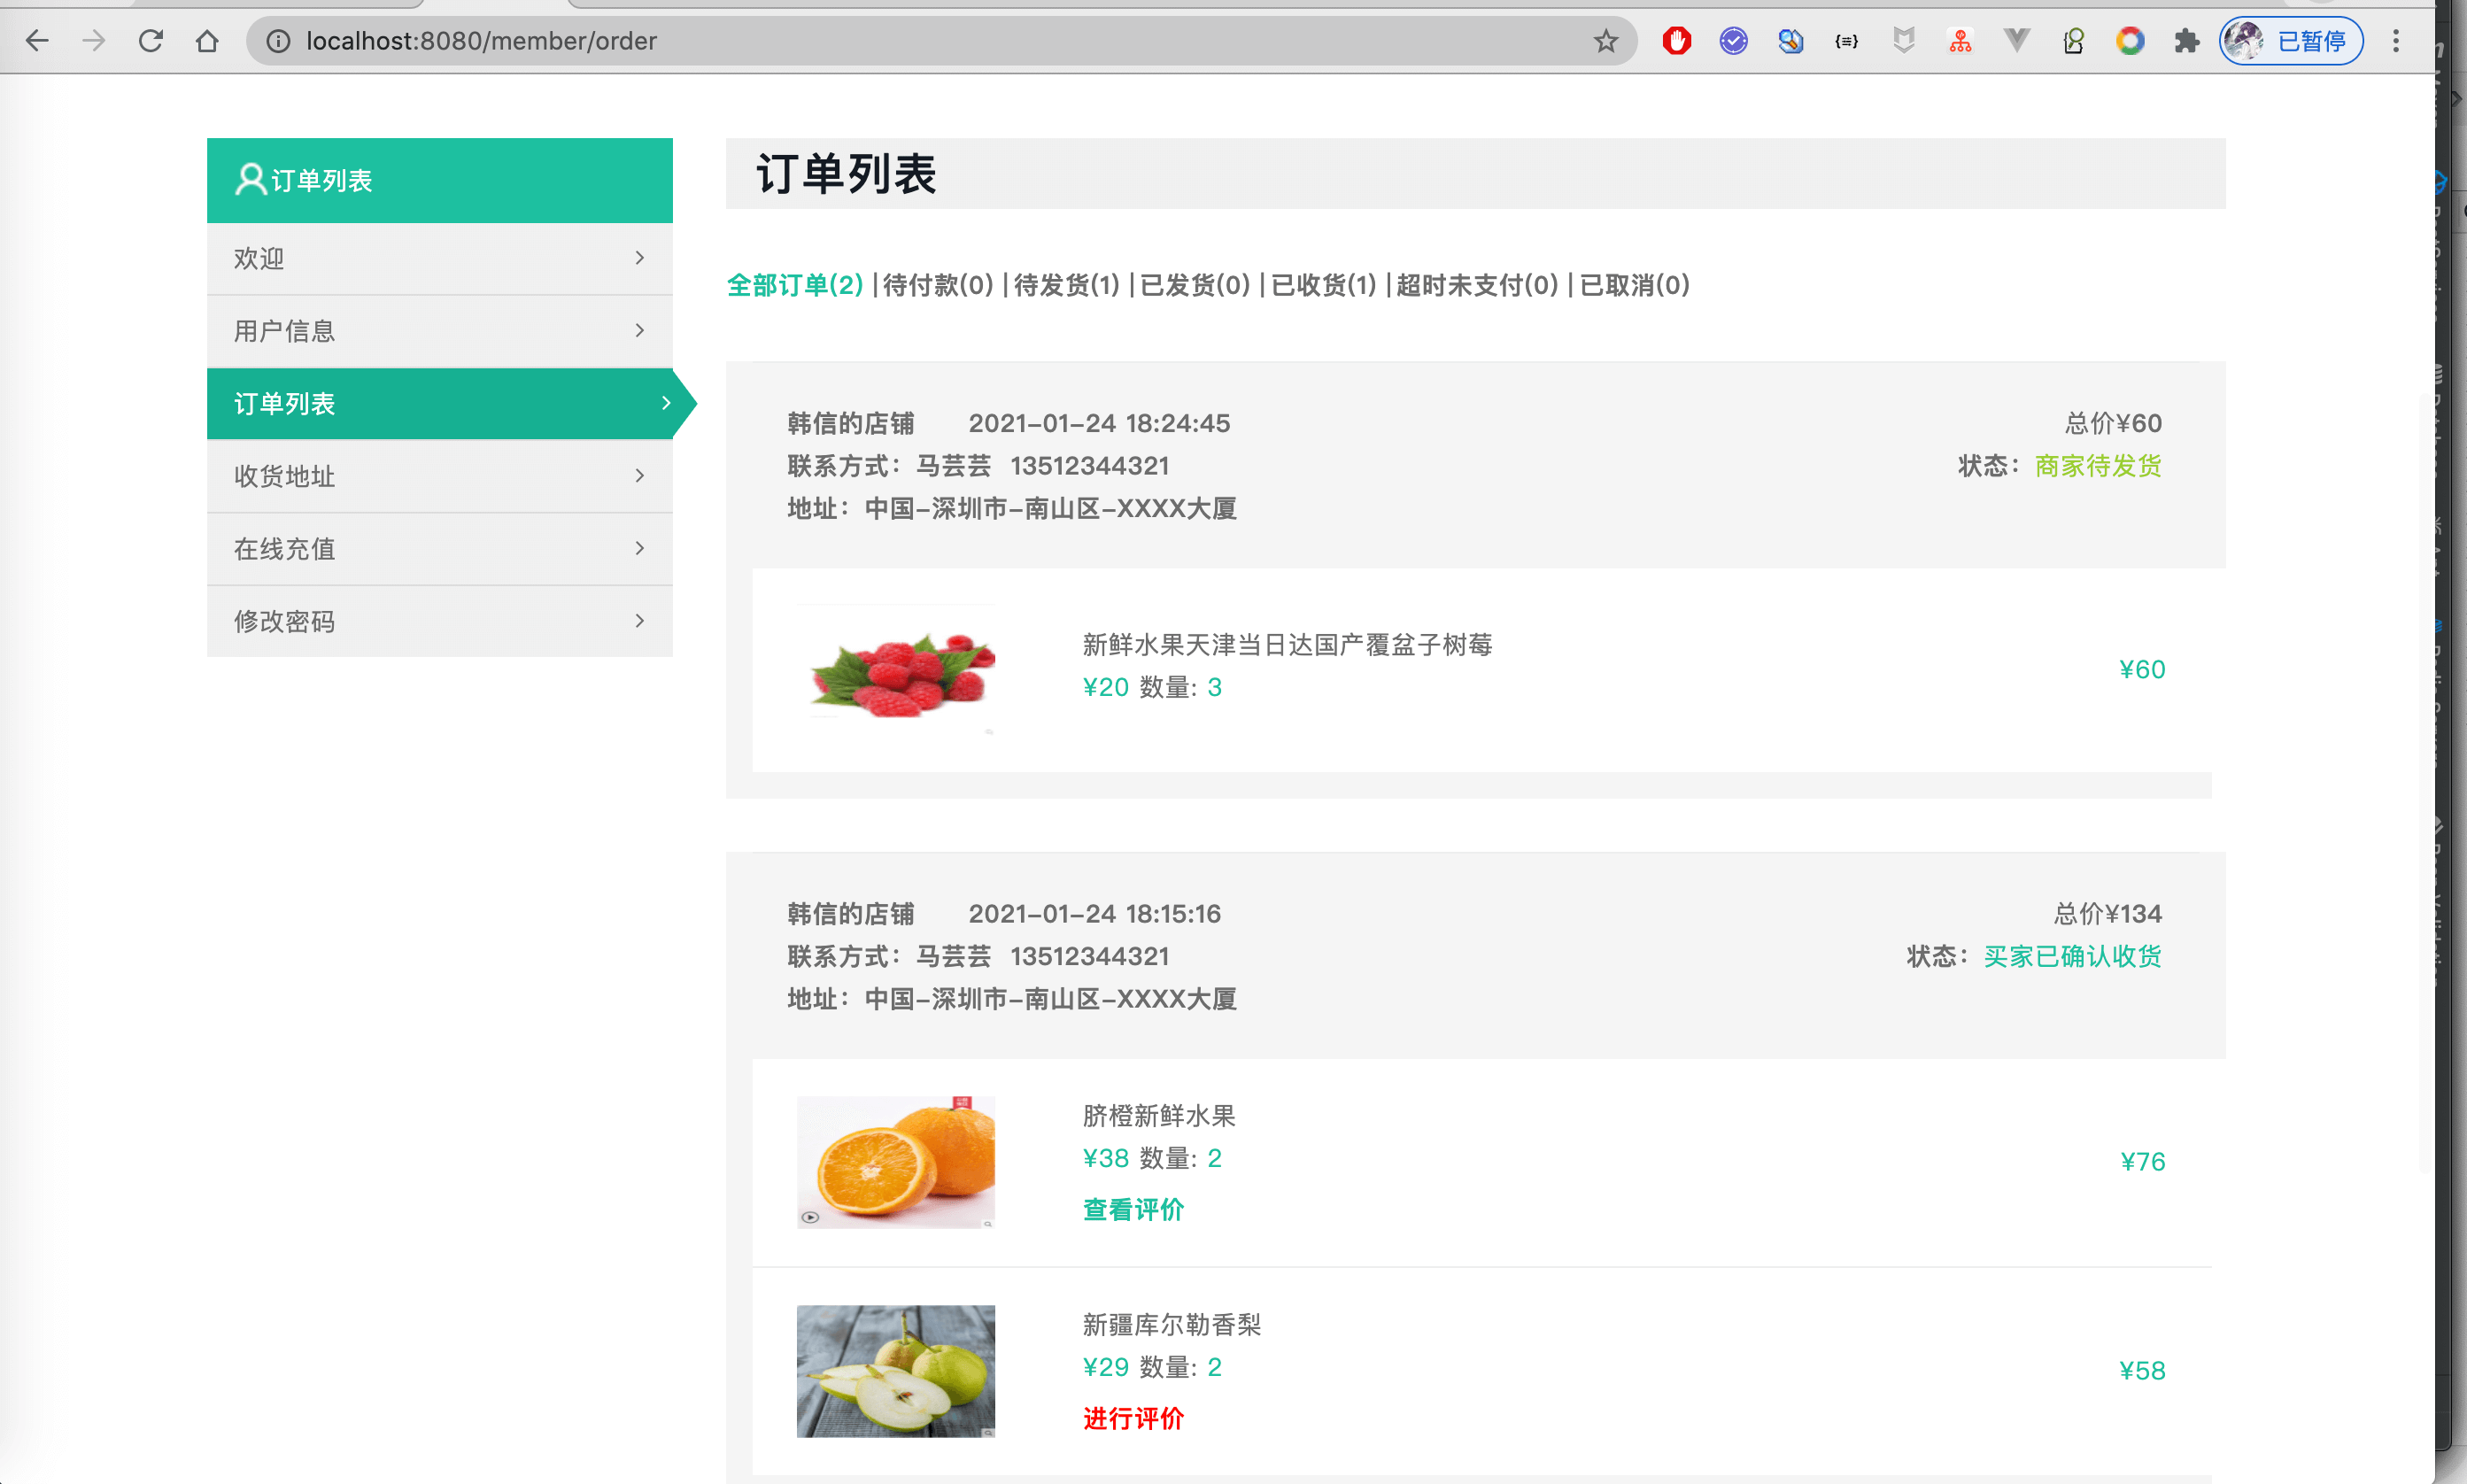 localhost:8080/member/order
已暂停
订单列表
欢迎
用户信息
订单列表
收货地址
在线充值
修改密码
订单列表
全部订单(2) |待付款(0) |待发货(1) |已发货(0) |已收货(1) |超时未支付(0) |已取消(0)
韩信的店铺 2021-01-24 18:24:45 总价¥60
联系方式：马芸芸 13512344321 状态：商家待发货
地址：中国-深圳市-南山区-XXXX大厦
新鲜水果天津当日达国产覆盆子树莓
¥20 数量: 3
¥60
韩信的店铺 2021-01-24 18:15:16 总价¥134
联系方式：马芸芸 13512344321 状态：买家已确认收货
地址：中国-深圳市-南山区-XXXX大厦
脐橙新鲜水果
¥38 数量: 2
¥76
查看评价
新疆库尔勒香梨
¥29 数量: 2
¥58
进行评价